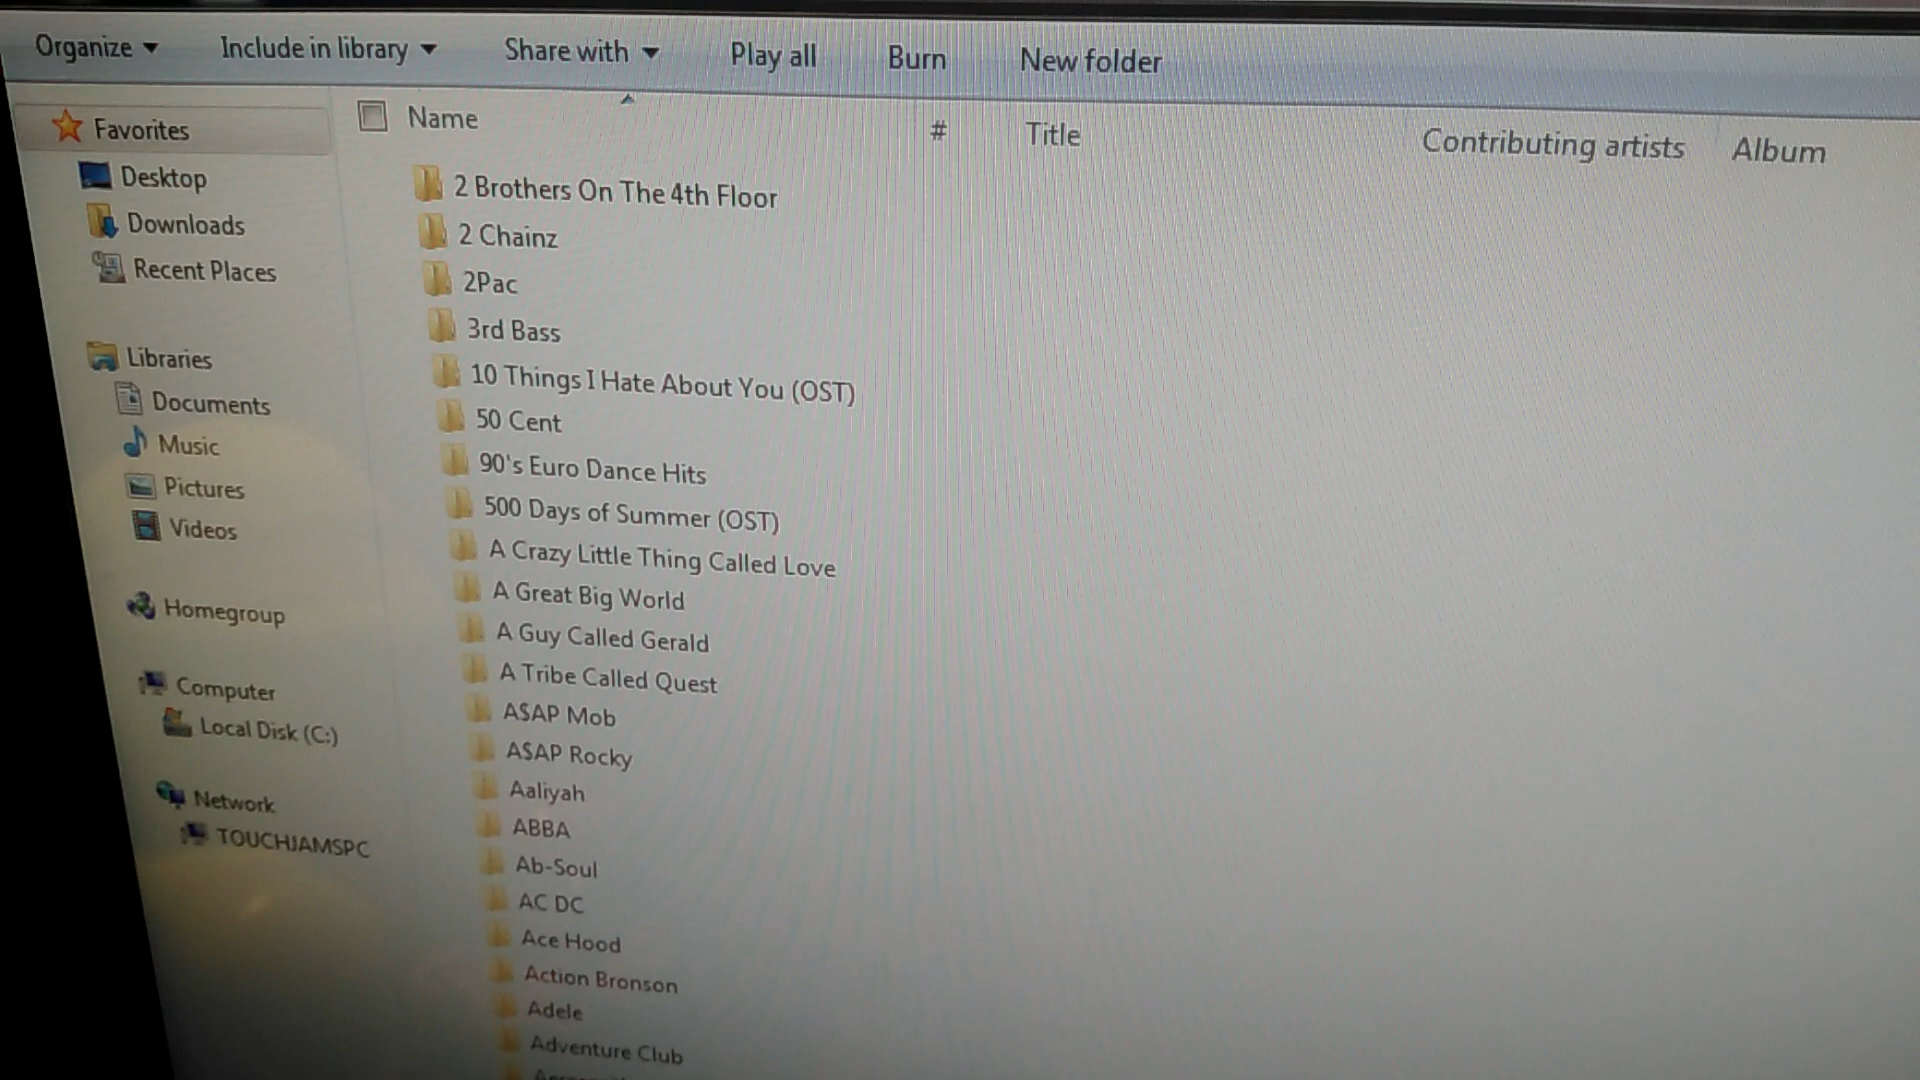 Organize
Include in library
Share with
Play all
Burn
New folder
Favorites
Desktop
Downloads
Recent Places
Libraries
Documents
Music
Pictures
Videos
Homegroup
Computer
Local Disk (C:)
Network
TOUCHJAMSPC
Name
#
Title
Contributing artists
Album
2 Brothers On The 4th Floor
2 Chainz
2Pac
3rd Bass
10 Things I Hate About You (OST)
50 Cent
90's Euro Dance Hits
500 Days of Summer (OST)
A Crazy Little Thing Called Love
A Great Big World
A Guy Called Gerald
A Tribe Called Quest
A$AP Mob
A$AP Rocky
Aaliyah
ABBA
Ab-Soul
AC DC
Ace Hood
Action Bronson
Adele
Adventure Club